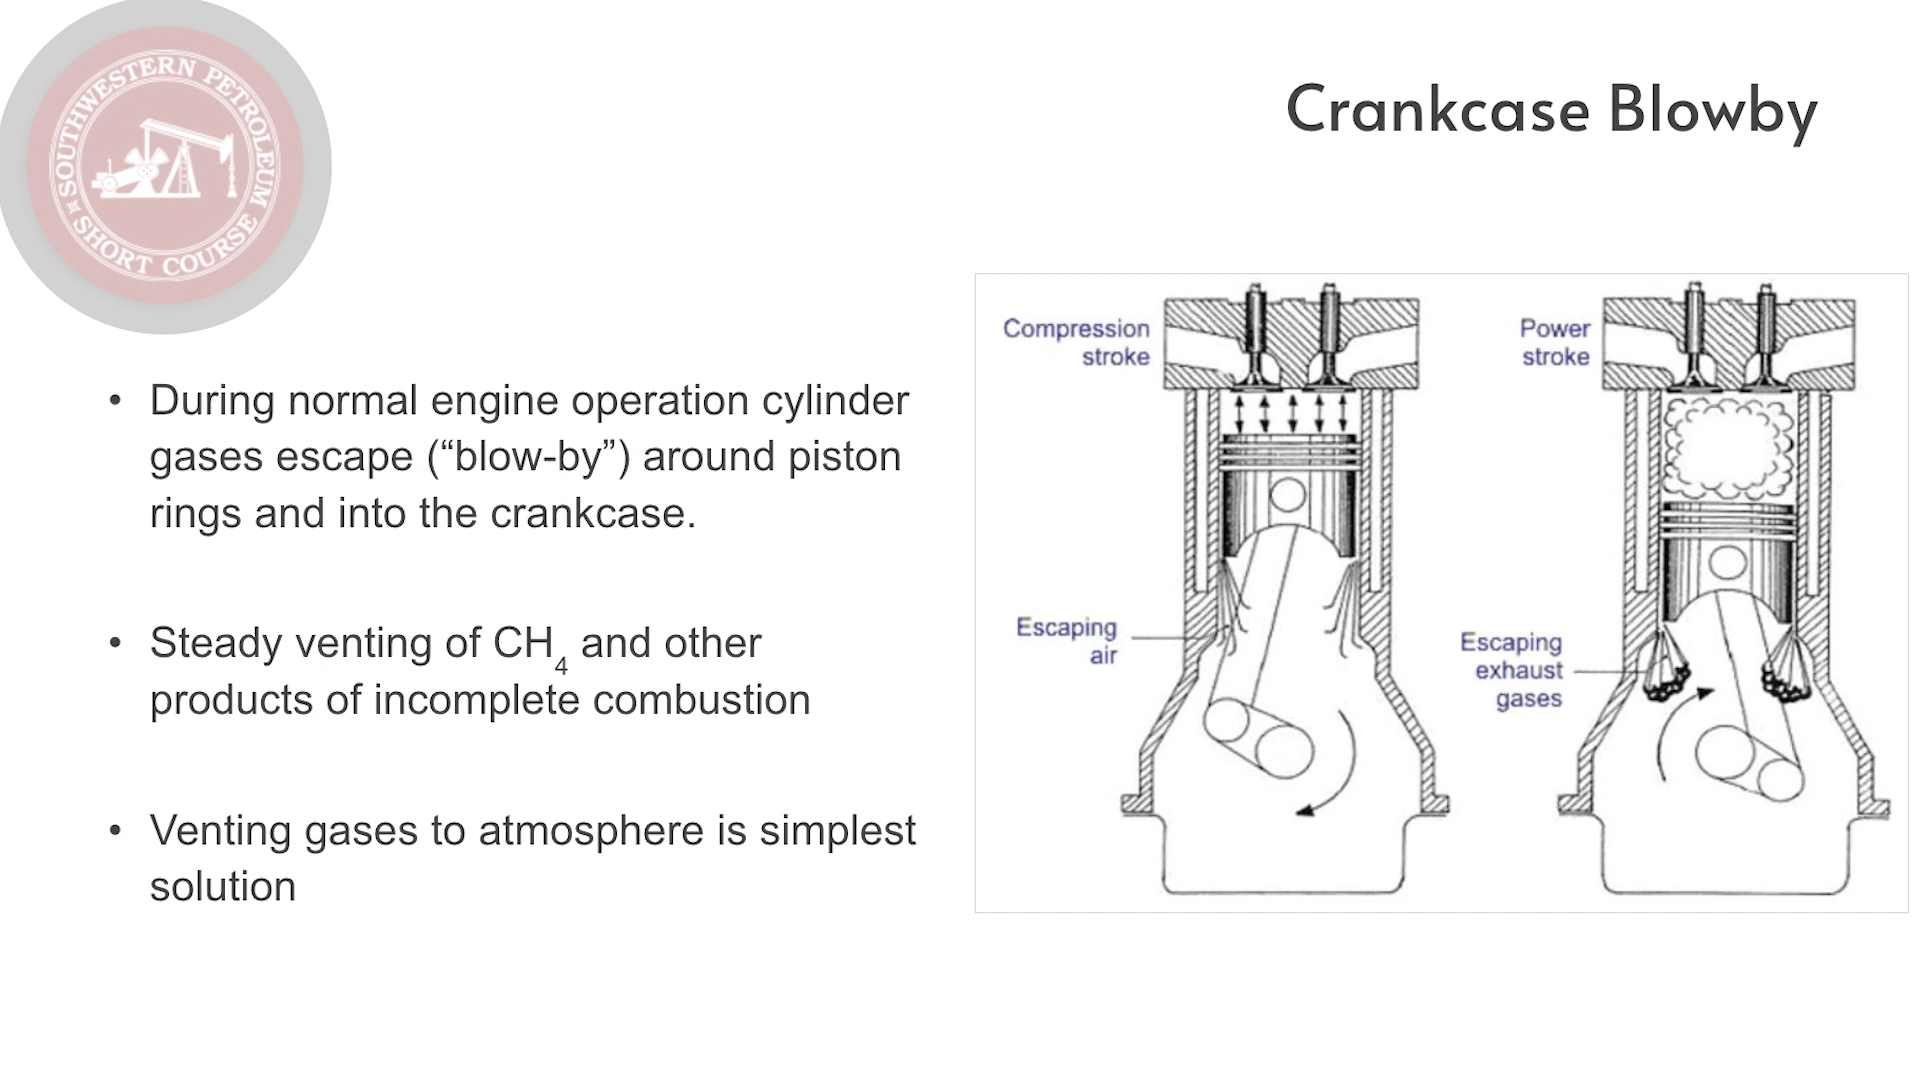 SOUTHWESTERN PETROLEUM
SHORT COURSE
Crankcase Blowby
• During normal engine operation cylinder
gases escape (“blow-by”) around piston
rings and into the crankcase.
• Steady venting of CH4 and other
products of incomplete combustion
• Venting gases to atmosphere is simplest
solution
Compression
stroke
Escaping
air
Power
stroke
Escaping
exhaust
gases